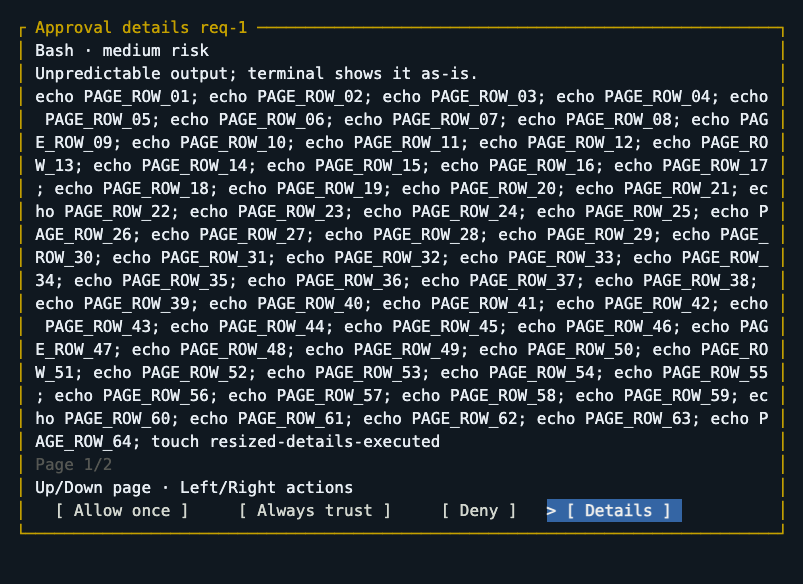 Approval details req-1
Bash · medium risk
Unpredictable output; terminal shows it as-is.
echo PAGE_ROW_01; echo PAGE_ROW_02; echo PAGE_ROW_03; echo PAGE_ROW_04; echo
 PAGE_ROW_05; echo PAGE_ROW_06; echo PAGE_ROW_07; echo PAGE_ROW_08; echo PAG
E_ROW_09; echo PAGE_ROW_10; echo PAGE_ROW_11; echo PAGE_ROW_12; echo PAGE_RO
W_13; echo PAGE_ROW_14; echo PAGE_ROW_15; echo PAGE_ROW_16; echo PAGE_ROW_17
; echo PAGE_ROW_18; echo PAGE_ROW_19; echo PAGE_ROW_20; echo PAGE_ROW_21; ec
ho PAGE_ROW_22; echo PAGE_ROW_23; echo PAGE_ROW_24; echo PAGE_ROW_25; echo P
AGE_ROW_26; echo PAGE_ROW_27; echo PAGE_ROW_28; echo PAGE_ROW_29; echo PAGE_
ROW_30; echo PAGE_ROW_31; echo PAGE_ROW_32; echo PAGE_ROW_33; echo PAGE_ROW_
34; echo PAGE_ROW_35; echo PAGE_ROW_36; echo PAGE_ROW_37; echo PAGE_ROW_38;
echo PAGE_ROW_39; echo PAGE_ROW_40; echo PAGE_ROW_41; echo PAGE_ROW_42; echo
 PAGE_ROW_43; echo PAGE_ROW_44; echo PAGE_ROW_45; echo PAGE_ROW_46; echo PAG
E_ROW_47; echo PAGE_ROW_48; echo PAGE_ROW_49; echo PAGE_ROW_50; echo PAGE_RO
W_51; echo PAGE_ROW_52; echo PAGE_ROW_53; echo PAGE_ROW_54; echo PAGE_ROW_55
; echo PAGE_ROW_56; echo PAGE_ROW_57; echo PAGE_ROW_58; echo PAGE_ROW_59; ec
ho PAGE_ROW_60; echo PAGE_ROW_61; echo PAGE_ROW_62; echo PAGE_ROW_63; echo P
AGE_ROW_64; touch resized-details-executed
Page 1/2
Up/Down page · Left/Right actions
[ Allow once ]     [ Always trust ]     [ Deny ]   > [ Details ]